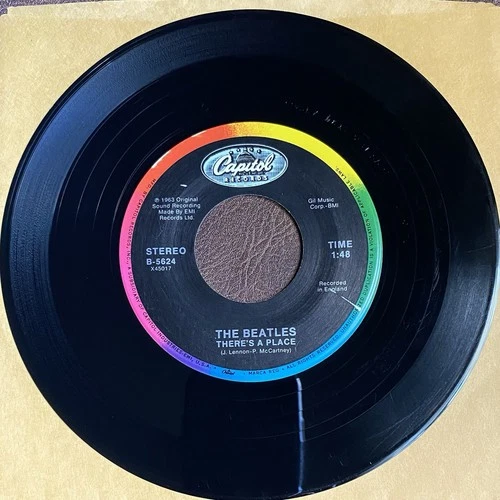 Capitol
RECORDS
℗ 1963 Original
Sound Recording
Made By EMI
Records Ltd.
Gil Music
Corp.-BMI
STEREO
B-5624
X45017
TIME
1:48
Recorded in
England
THE BEATLES
THERE'S A PLACE
(J. Lennon-P. McCartney)